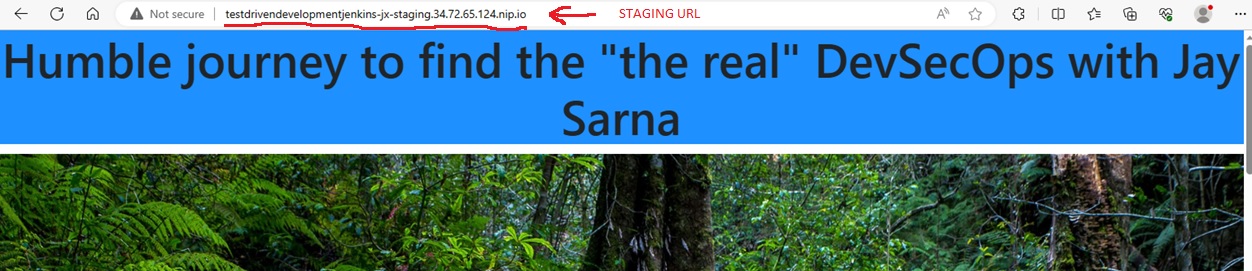 Not secure testdrivendevelopmentjenkins-jx-staging.34.72.65.124.nip.io STAGING URL
Humble journey to find the "the real" DevSecOps with Jay
Sarna